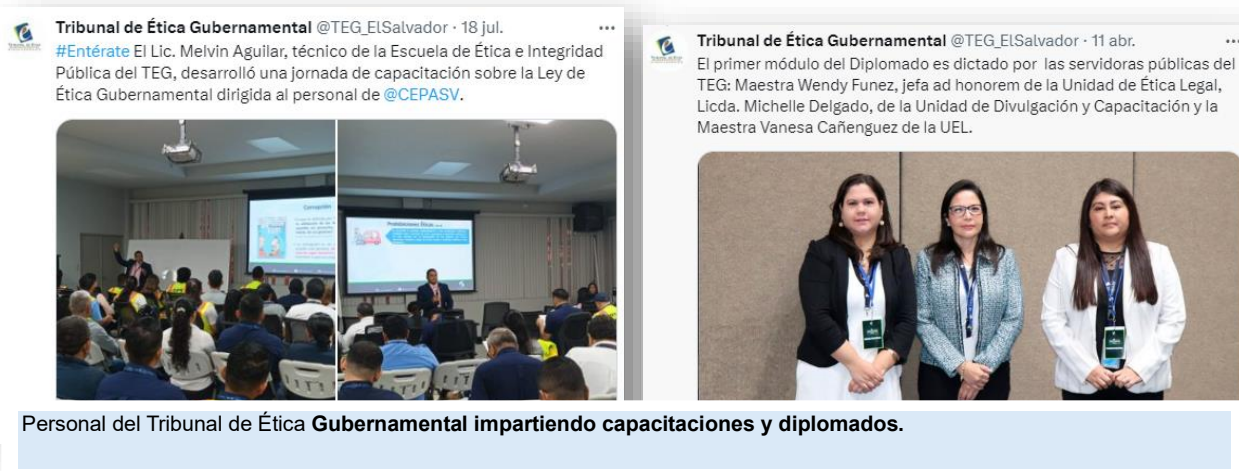 Tribunal de Ética Gubernamental @TEG_ElSalvador · 18 jul.
#Entérate El Lic. Melvin Aguilar, técnico de la Escuela de Ética e Integridad
Pública del TEG, desarrolló una jornada de capacitación sobre la Ley de
Ética Gubernamental dirigida al personal de @CEPASV.
Corrupción
Prohibiciones Éticas
Tribunal de Ética Gubernamental @TEG_ElSalvador · 11 abr.
El primer módulo del Diplomado es dictado por las servidoras públicas del
TEG: Maestra Wendy Funez, jefa ad honorem de la Unidad de Ética Legal,
Licda. Michelle Delgado, de la Unidad de Divulgación y Capacitación y la
Maestra Vanesa Cañenguez de la UEL.
Personal del Tribunal de Ética Gubernamental impartiendo capacitaciones y diplomados.